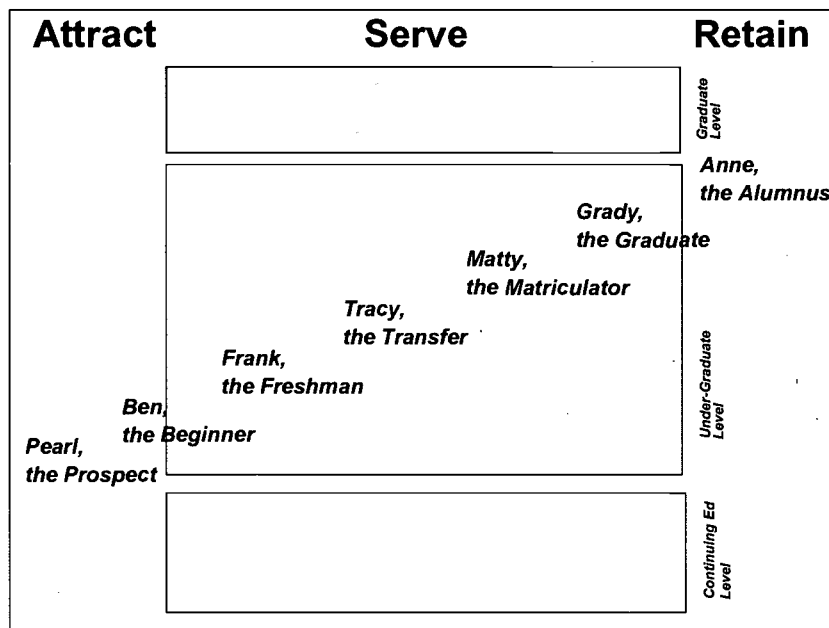 Attract Serve Retain
Graduate
Level
Anne,
the Alumnus
Grady,
the Graduate
Matty,
the Matriculator
Tracy,
the Transfer
Frank,
the Freshman
Under-Graduate
Level
Ben,
the Beginner
Pearl,
the Prospect
Continuing Ed
Level